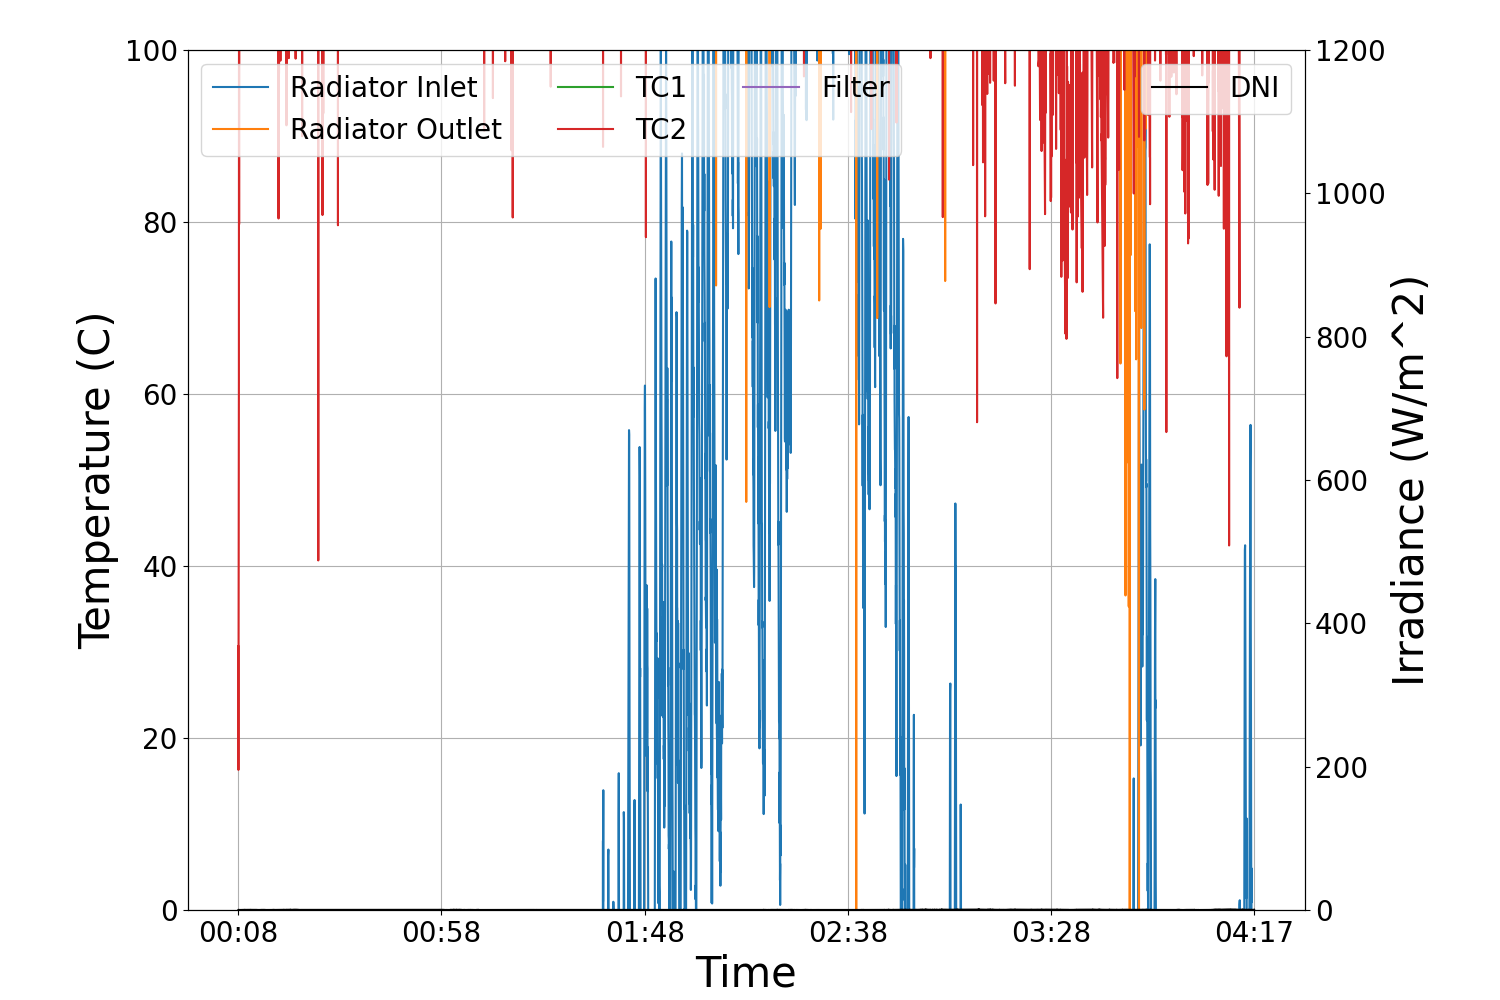 100
80
60
40
20
0
Temperature (C)
Radiator Inlet
Radiator Outlet
TC1
TC2
Filter
DNI
1200
1000
800
600
400
200
0
Irradiance (W/m^2)
00:08 00:58 01:48 02:38 03:28 04:17
Time